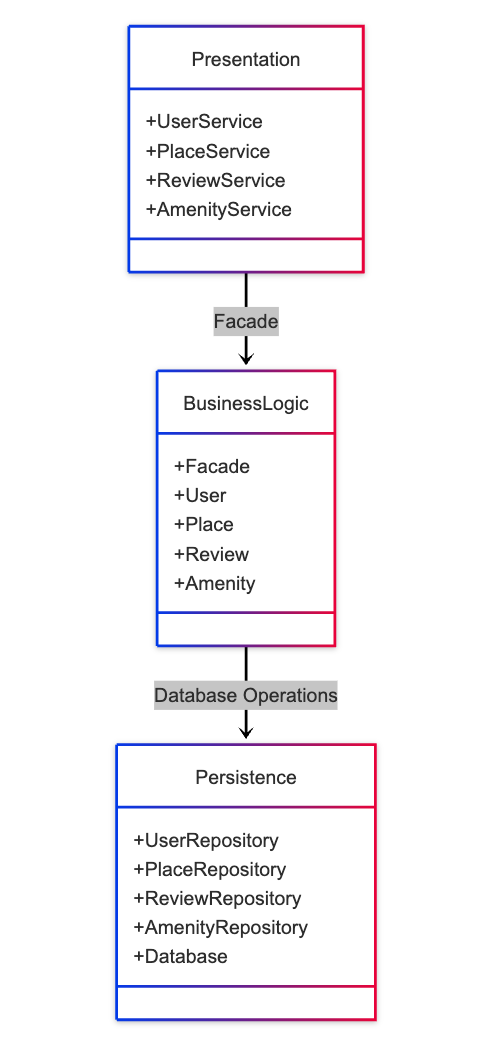 Presentation
+UserService
+PlaceService
+ReviewService
+AmenityService
Facade
BusinessLogic
+Facade
+User
+Place
+Review
+Amenity
Database Operations
Persistence
+UserRepository
+PlaceRepository
+ReviewRepository
+AmenityRepository
+Database